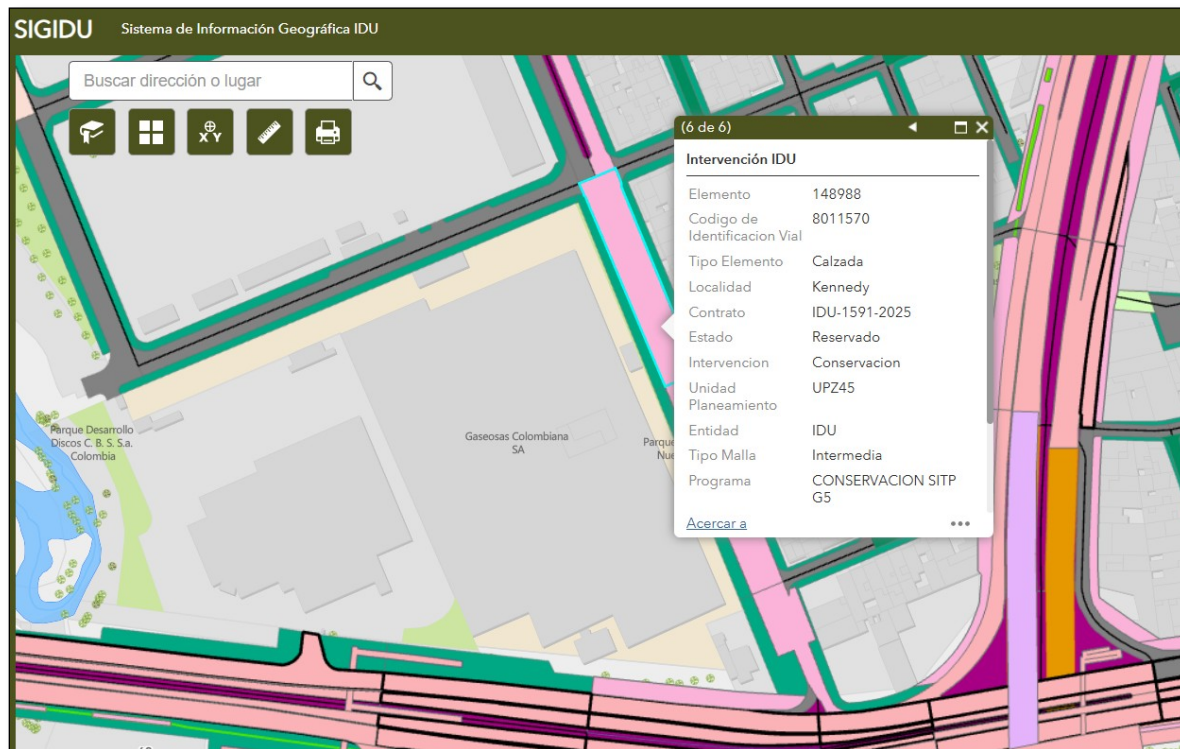 SIGIDU Sistema de Información Geográfica IDU
Buscar dirección o lugar
X Y
(6 de 6)
Intervención IDU
Elemento 148988
Codigo de 8011570
Identificacion Vial
Tipo Elemento Calzada
Localidad Kennedy
Contrato IDU-1591-2025
Estado Reservado
Intervencion Conservacion
Unidad UPZ45
Planeamiento
Entidad IDU
Tipo Malla Intermedia
Programa CONSERVACION SITP
G5
Acercar a
Parque Desarrollo
Discos C. B. S. S.a.
Colombia
Gaseosas Colombiana
SA
Parque